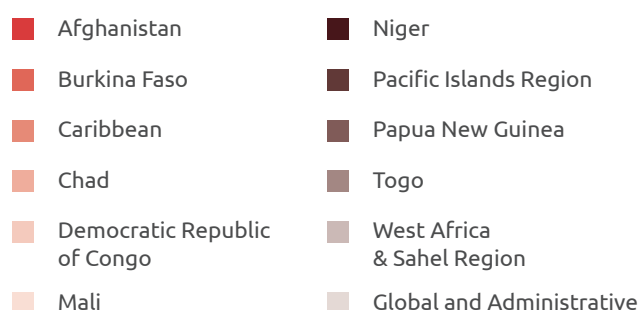 Afghanistan
Burkina Faso
Caribbean
Chad
Democratic Republic
of Congo
Mali
Niger
Pacific Islands Region
Papua New Guinea
Togo
West Africa
& Sahel Region
Global and Administrative